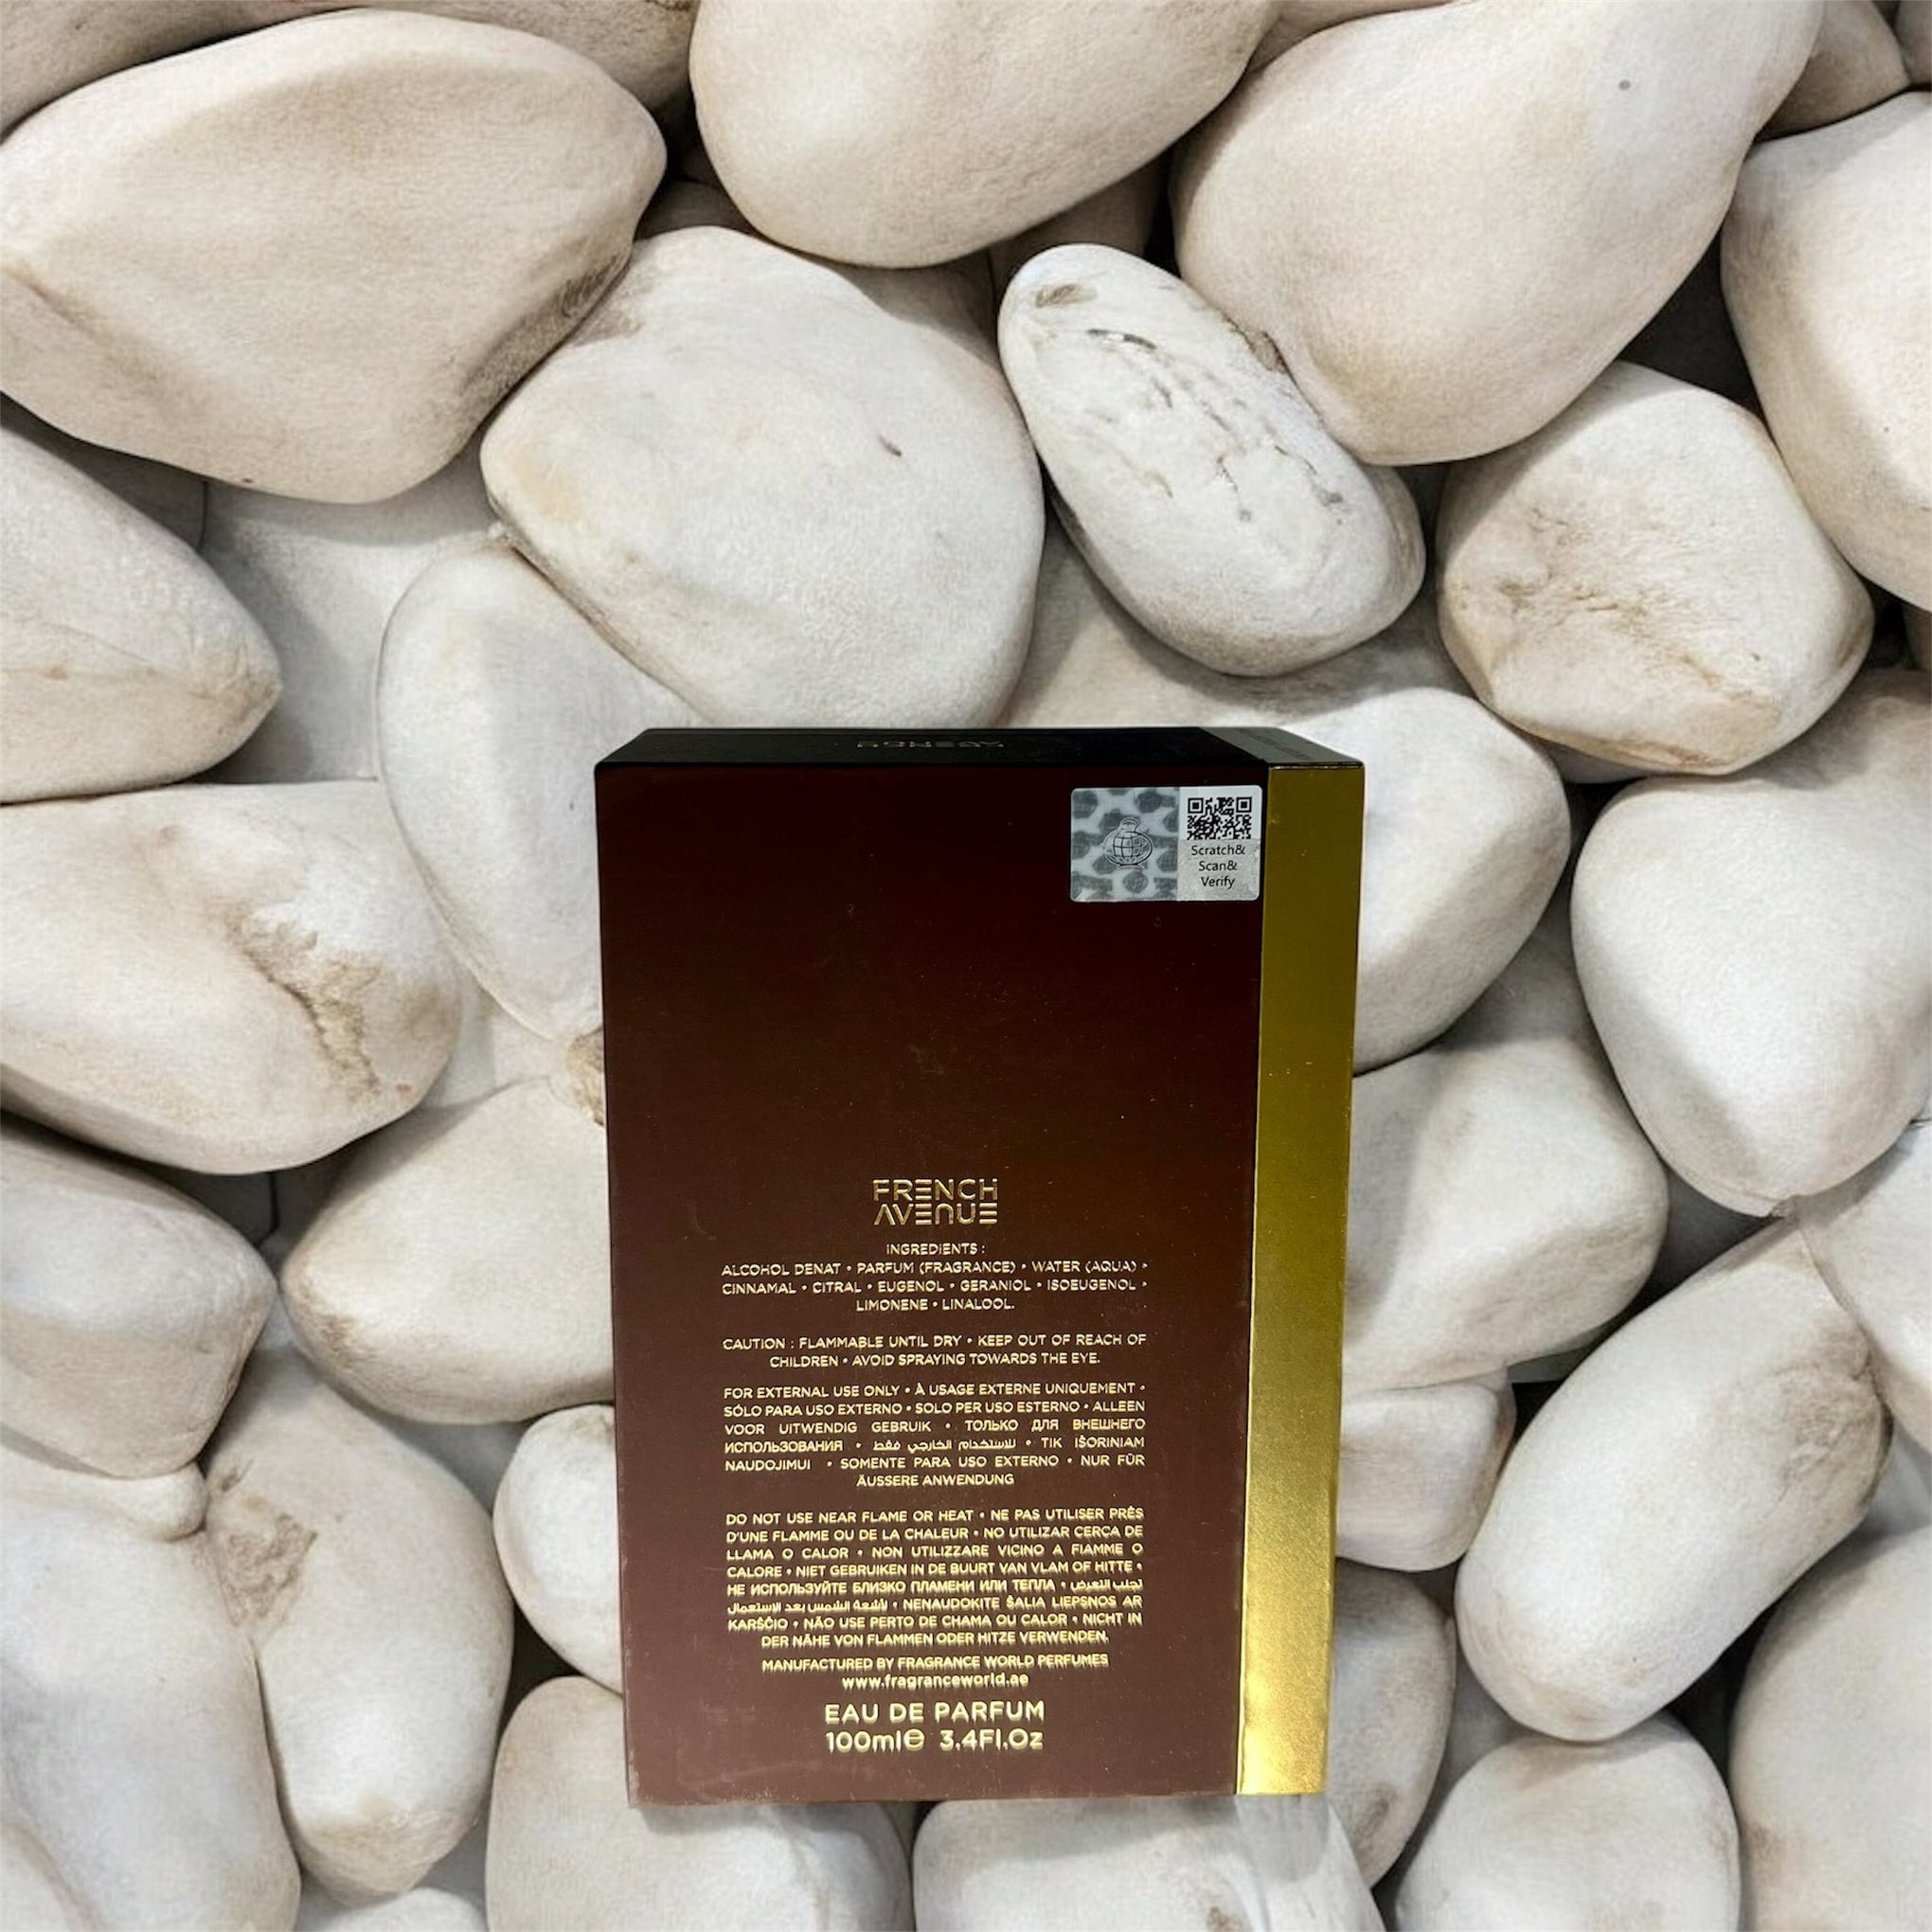 Scratch&
Scan&
Verify
FRENCH
AVENUE
INGREDIENTS :
ALCOHOL DENAT • PARFUM (FRAGRANCE) • WATER (AQUA) •
CINNAMAL • CITRAL • EUGENOL • GERANIOL • ISOEUGENOL •
LIMONENE • LINALOOL.
CAUTION : FLAMMABLE UNTIL DRY • KEEP OUT OF REACH OF
CHILDREN • AVOID SPRAYING TOWARDS THE EYE.
FOR EXTERNAL USE ONLY • À USAGE EXTERNE UNIQUEMENT •
SÓLO PARA USO EXTERNO • SOLO PER USO ESTERNO • ALLEEN
VOOR UITWENDIG GEBRUIK • ТОЛЬКО ДЛЯ ВНЕШНЕГО
ИСПОЛЬЗОВАНИЯ • للاستخدام الخارجي فقط • TIK IŠORINIAM
NAUDOJIMUI • SOMENTE PARA USO EXTERNO • NUR FÜR
ÄUSSERE ANWENDUNG
DO NOT USE NEAR FLAME OR HEAT • NE PAS UTILISER PRÈS
D'UNE FLAMME OU DE LA CHALEUR • NO UTILIZAR CERCA DE
LLAMA O CALOR • NON UTILIZZARE VICINO A FIAMME O
CALORE • NIET GEBRUIKEN IN DE BUURT VAN VLAM OF HITTE •
НЕ ИСПОЛЬЗУЙТЕ БЛИЗКО ПЛАМЕНИ ИЛИ ТЕПЛА • تجنب التعرض
لأشعة الشمس بعد الإستعمال • NENAUDOKITE ŠALIA LIEPSNOS AR
KARŠČIO • NÃO USE PERTO DE CHAMA OU CALOR • NICHT IN
DER NÄHE VON FLAMMEN ODER HITZE VERWENDEN.
MANUFACTURED BY FRAGRANCE WORLD PERFUMES
www.fragranceworld.ae
EAU DE PARFUM
100ml℮ 3.4Fl.Oz